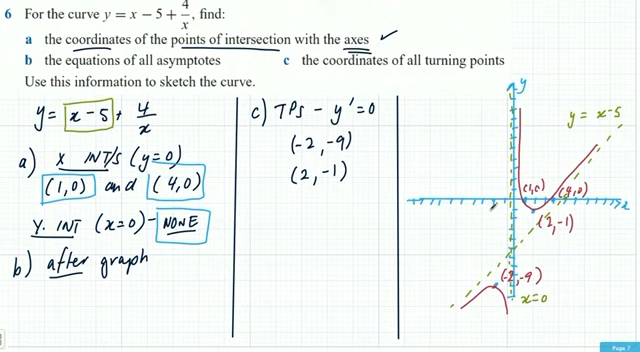 6 For the curve y = x − 5 + 4/x, find:
a the coordinates of the points of intersection with the axes ✓
b the equations of all asymptotes c the coordinates of all turning points
Use this information to sketch the curve.
y = x - 5 + 4/x
a) X INT/S (y=0)
(1,0) and (4,0)
Y. INT (x=0) - NONE
b) after graph
c) TPs - y' = 0
(-2, -9)
(2, -1)
y
y = x-5
(1,0)
(4,0)
x
(2,-1)
(-2,-9)
x=0
Page 7